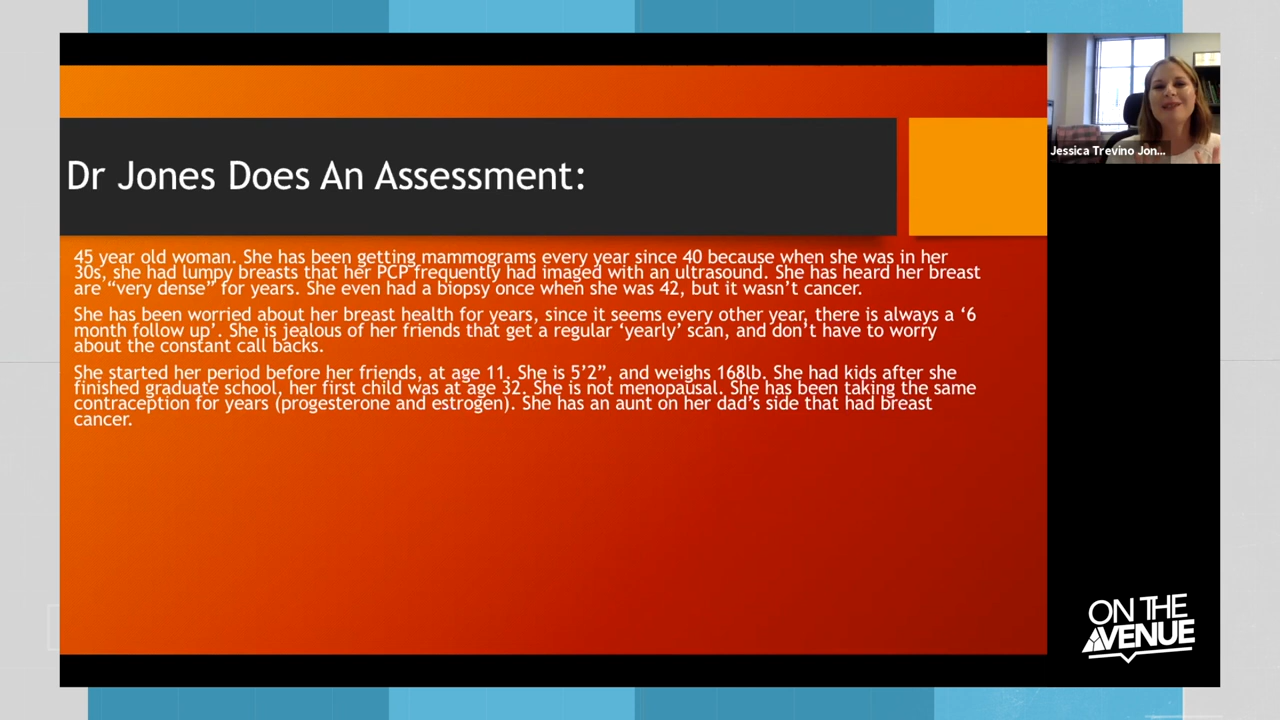 Dr Jones Does An Assessment:
45 year old woman. She has been getting mammograms every year since 40 because when she was in her
30s, she had lumpy breasts that her PCP frequently had imaged with an ultrasound. She has heard her breast
are “very dense” for years. She even had a biopsy once when she was 42, but it wasn’t cancer.
She has been worried about her breast health for years, since it seems every other year, there is always a ‘6
month follow up’. She is jealous of her friends that get a regular ‘yearly’ scan, and don’t have to worry
about the constant call backs.
She started her period before her friends, at age 11. She is 5’2”, and weighs 168lb. She had kids after she
finished graduate school, her first child was at age 32. She is not menopausal. She has been taking the same
contraception for years (progesterone and estrogen). She has an aunt on her dad’s side that had breast
cancer.
Jessica Trevino Jon...
ON THE
AVENUE